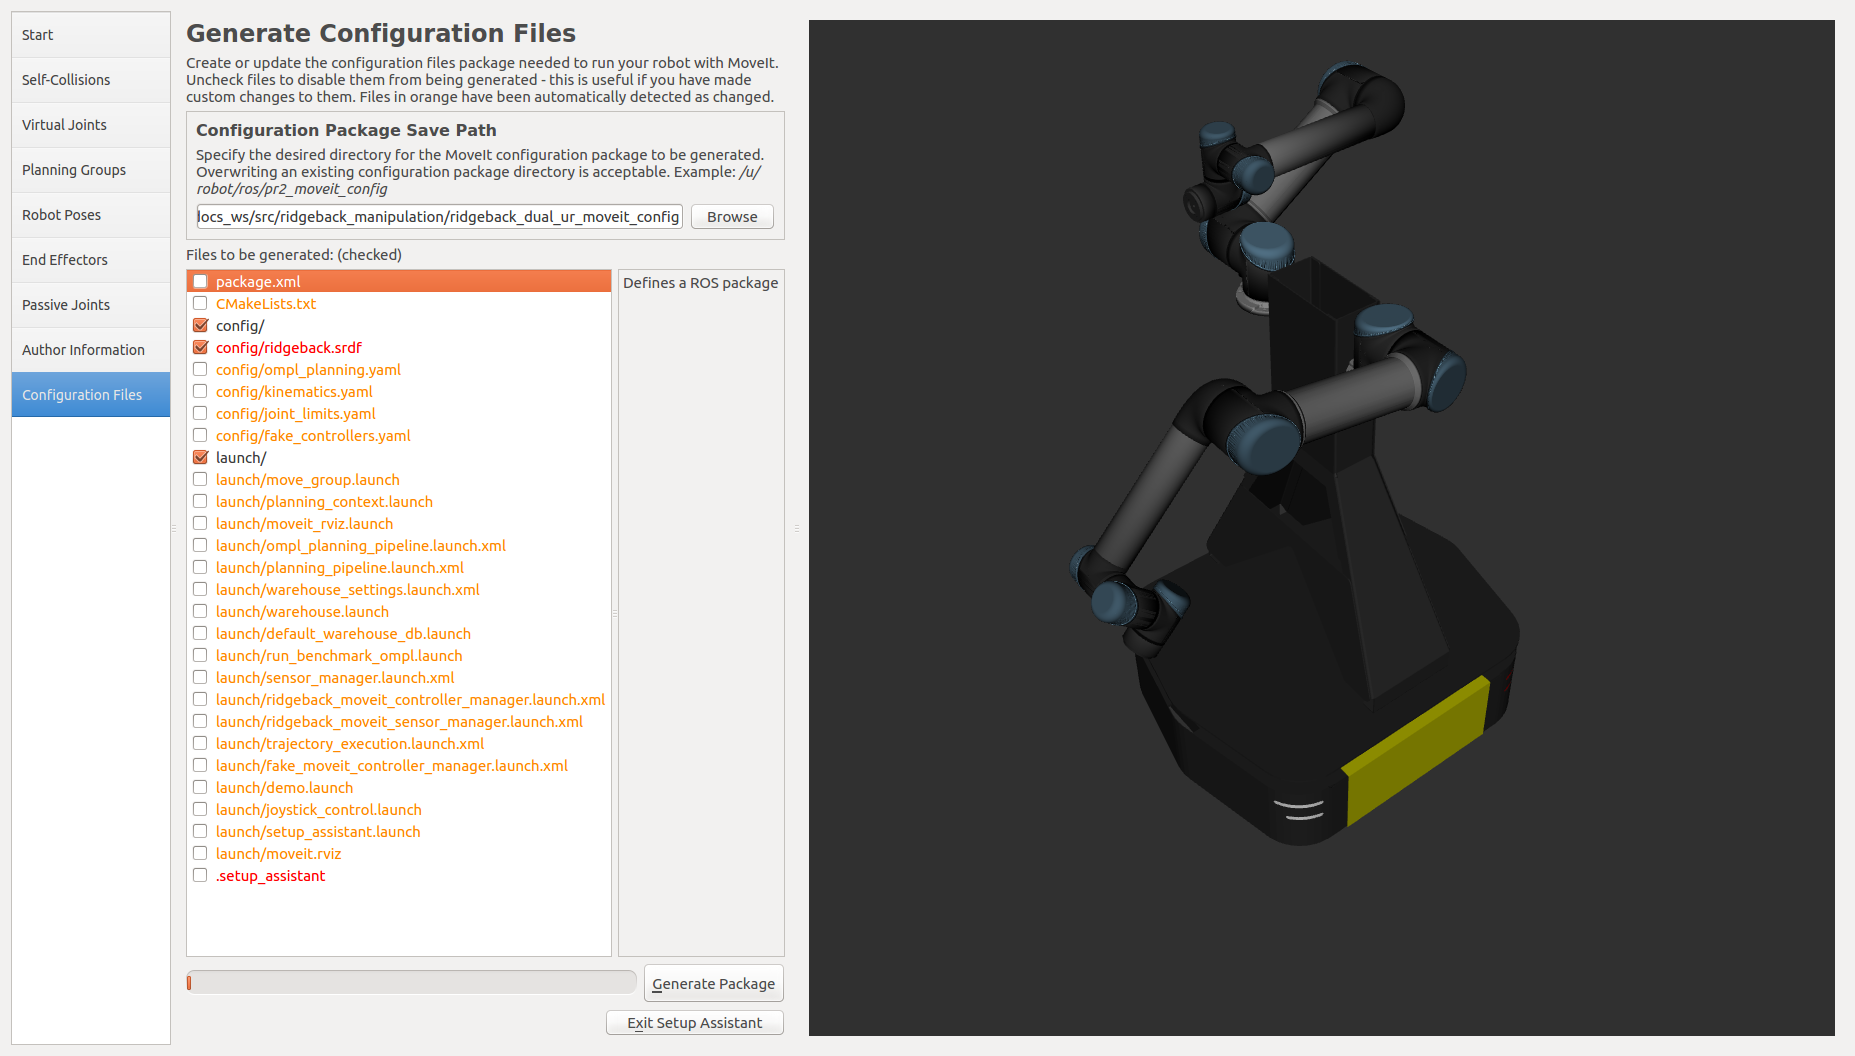 Start
Self-Collisions
Virtual Joints
Planning Groups
Robot Poses
End Effectors
Passive Joints
Author Information
Configuration Files
Generate Configuration Files
Create or update the configuration files package needed to run your robot with MoveIt.
Uncheck files to disable them from being generated - this is useful if you have made
custom changes to them. Files in orange have been automatically detected as changed.
Configuration Package Save Path
Specify the desired directory for the MoveIt configuration package to be generated.
Overwriting an existing configuration package directory is acceptable. Example: /u/
robot/ros/pr2_moveit_config
locs_ws/src/ridgeback_manipulation/ridgeback_dual_ur_moveit_config
Browse
Files to be generated: (checked)
package.xml
CMakeLists.txt
config/
config/ridgeback.srdf
config/ompl_planning.yaml
config/kinematics.yaml
config/joint_limits.yaml
config/fake_controllers.yaml
launch/
launch/move_group.launch
launch/planning_context.launch
launch/moveit_rviz.launch
launch/ompl_planning_pipeline.launch.xml
launch/planning_pipeline.launch.xml
launch/warehouse_settings.launch.xml
launch/warehouse.launch
launch/default_warehouse_db.launch
launch/run_benchmark_ompl.launch
launch/sensor_manager.launch.xml
launch/ridgeback_moveit_controller_manager.launch.xml
launch/ridgeback_moveit_sensor_manager.launch.xml
launch/trajectory_execution.launch.xml
launch/fake_moveit_controller_manager.launch.xml
launch/demo.launch
launch/joystick_control.launch
launch/setup_assistant.launch
launch/moveit.rviz
.setup_assistant
Defines a ROS package
Generate Package
Exit Setup Assistant